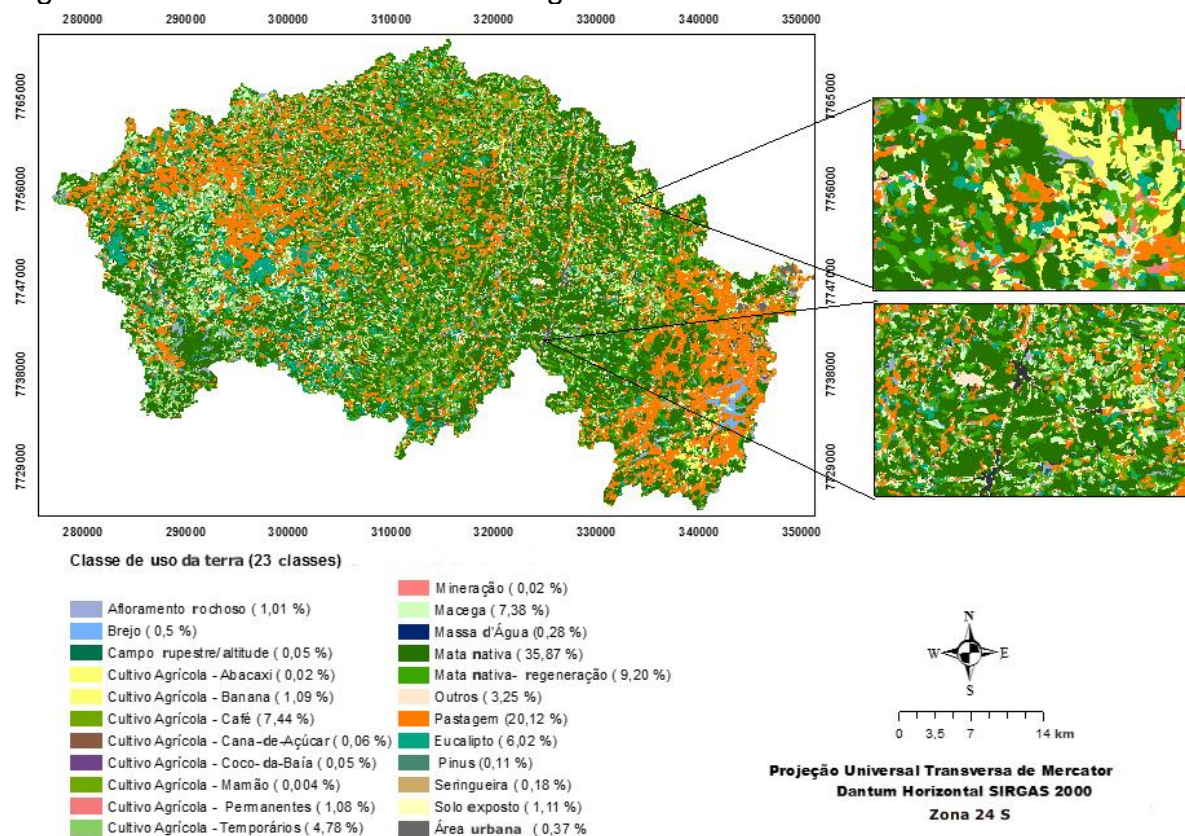 280000 290000 300000 310000 320000 330000 340000 350000
7765000 7765000
7756000 7756000
7747000 7747000
7738000 7738000
7729000 7729000
280000 290000 300000 310000 320000 330000 340000 350000
Classe de uso da terra (23 classes)
Afloramento rochoso ( 1,01 %)
Brejo ( 0,5 %)
Campo rupestre/altitude ( 0,05 %)
Cultivo Agrícola - Abacaxi ( 0,02 %)
Cultivo Agrícola - Banana ( 1,09 %)
Cultivo Agrícola - Café ( 7,44 %)
Cultivo Agrícola - Cana-de-Açúcar ( 0,06 %)
Cultivo Agrícola - Coco-da-Baía ( 0,05 %)
Cultivo Agrícola - Mamão ( 0,004 %)
Cultivo Agrícola - Permanentes ( 1,08 %)
Cultivo Agrícola - Temporários ( 4,78 %)
Mineração ( 0,02 %)
Macega ( 7,38 %)
Massa d'Água (0,28 %)
Mata nativa ( 35,87 %)
Mata nativa- regeneração ( 9,20 %)
Outros ( 3,25 %)
Pastagem (20,12 %)
Eucalipto ( 6,02 %)
Pinus (0,11 %)
Seringueira ( 0,18 %)
Solo exposto ( 1,11 %)
Área urbana ( 0,37 %
N
W E
S
0 3,5 7 14 km
Projeção Universal Transversa de Mercator
Dantum Horizontal SIRGAS 2000
Zona 24 S